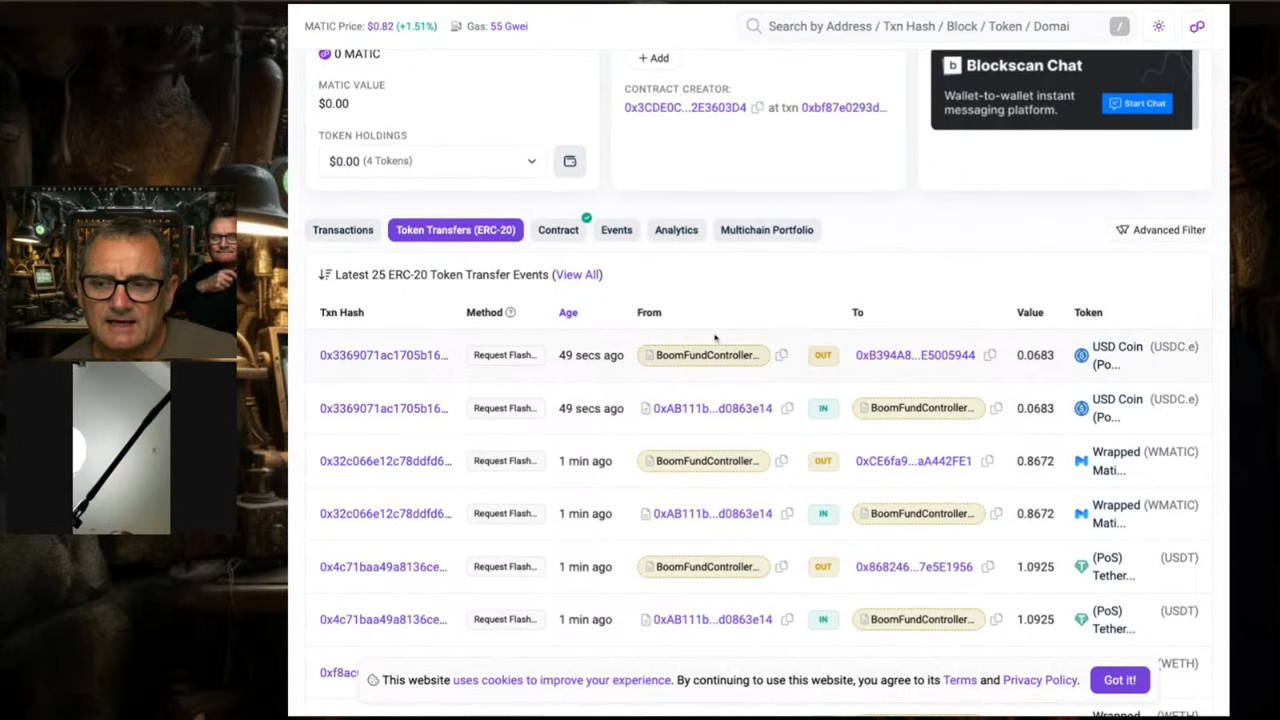 MATIC Price: $0.82 (+1.51%) Gas: 55 Gwei
Search by Address / Txn Hash / Block / Token / Domai
/
0 MATIC
MATIC VALUE
$0.00
TOKEN HOLDINGS
$0.00 (4 Tokens)
+ Add
CONTRACT CREATOR:
0x3CDE0C...2E3603D4 at txn 0xbf87e0293d...
b Blockscan Chat
Wallet-to-wallet instant
messaging platform.
Start Chat
Transactions Token Transfers (ERC-20) Contract Events Analytics Multichain Portfolio
Advanced Filter
Latest 25 ERC-20 Token Transfer Events (View All)
Txn Hash Method Age From To Value Token
0x3369071ac1705b16... Request Flash... 49 secs ago BoomFundController... OUT 0xB394A8...E5005944 0.0683 USD Coin (USDC.e)
(Po...
0x3369071ac1705b16... Request Flash... 49 secs ago 0xAB111b...d0863e14 IN BoomFundController... 0.0683 USD Coin (USDC.e)
(Po...
0x32c066e12c78ddfd6... Request Flash... 1 min ago BoomFundController... OUT 0xCE6fa9...aA442FE1 0.8672 Wrapped (WMATIC)
Mati...
0x32c066e12c78ddfd6... Request Flash... 1 min ago 0xAB111b...d0863e14 IN BoomFundController... 0.8672 Wrapped (WMATIC)
Mati...
0x4c71baa49a8136ce... Request Flash... 1 min ago BoomFundController... OUT 0x868246...7e5E1956 1.0925 (PoS) (USDT)
Tether...
0x4c71baa49a8136ce... Request Flash... 1 min ago 0xAB111b...d0863e14 IN BoomFundController... 1.0925 (PoS) (USDT)
Tether...
0xf8ac (WETH)
This website uses cookies to improve your experience. By continuing to use this website, you agree to its Terms and Privacy Policy. Got it!